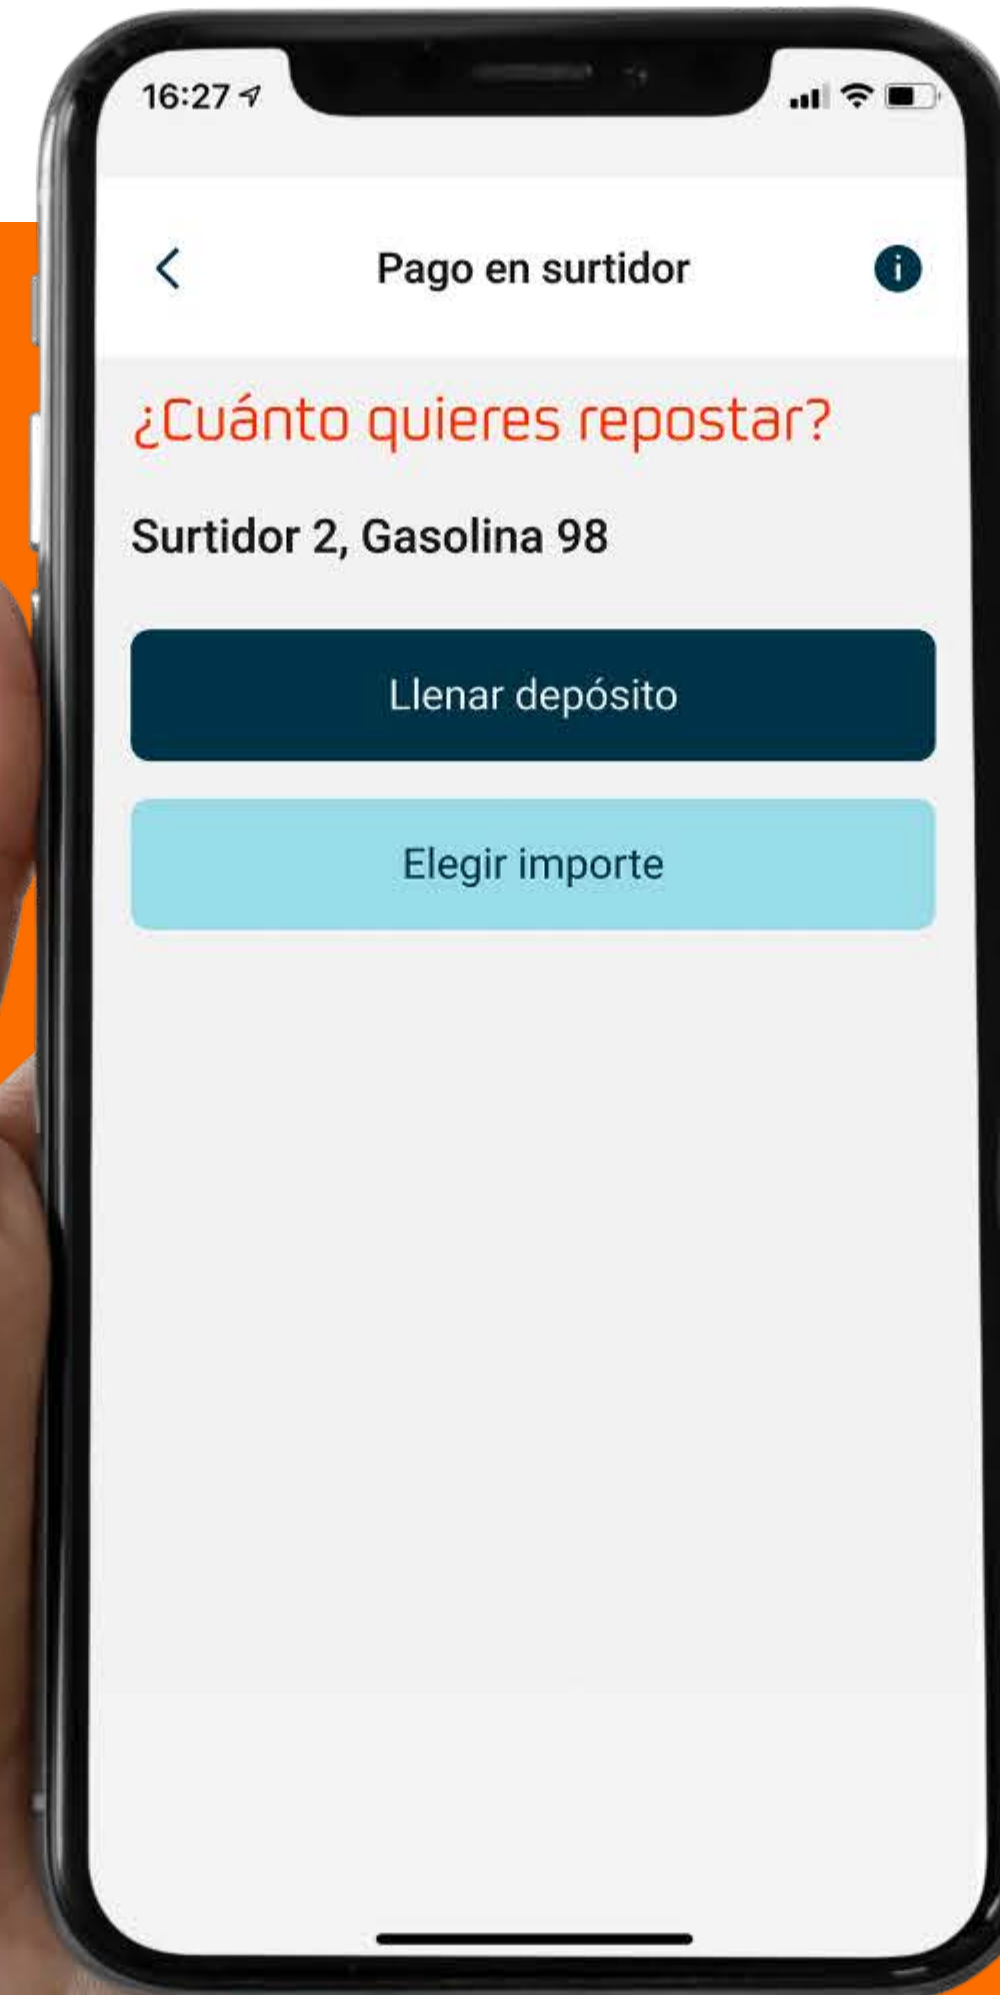 16:27
Pago en surtidor
¿Cuánto quieres repostar?
Surtidor 2, Gasolina 98
Llenar depósito
Elegir importe